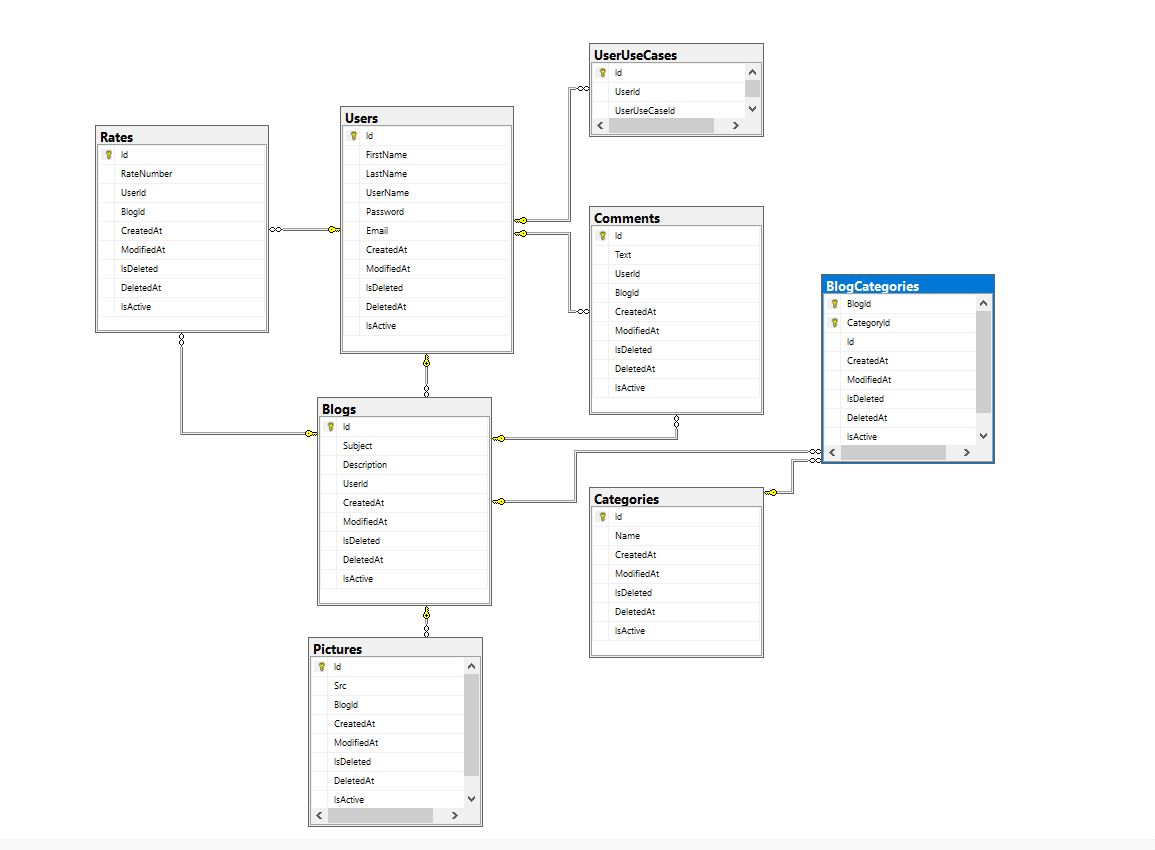 UserUseCases
Id
UserId
UserUseCaseId
Users
Id
FirstName
LastName
UserName
Password
Email
CreatedAt
ModifiedAt
IsDeleted
DeletedAt
IsActive
Rates
Id
RateNumber
UserId
BlogId
CreatedAt
ModifiedAt
IsDeleted
DeletedAt
IsActive
Comments
Id
Text
UserId
BlogId
CreatedAt
ModifiedAt
IsDeleted
DeletedAt
IsActive
BlogCategories
BlogId
CategoryId
Id
CreatedAt
ModifiedAt
IsDeleted
DeletedAt
IsActive
Blogs
Id
Subject
Description
UserId
CreatedAt
ModifiedAt
IsDeleted
DeletedAt
IsActive
Categories
Id
Name
CreatedAt
ModifiedAt
IsDeleted
DeletedAt
IsActive
Pictures
Id
Src
BlogId
CreatedAt
ModifiedAt
IsDeleted
DeletedAt
IsActive